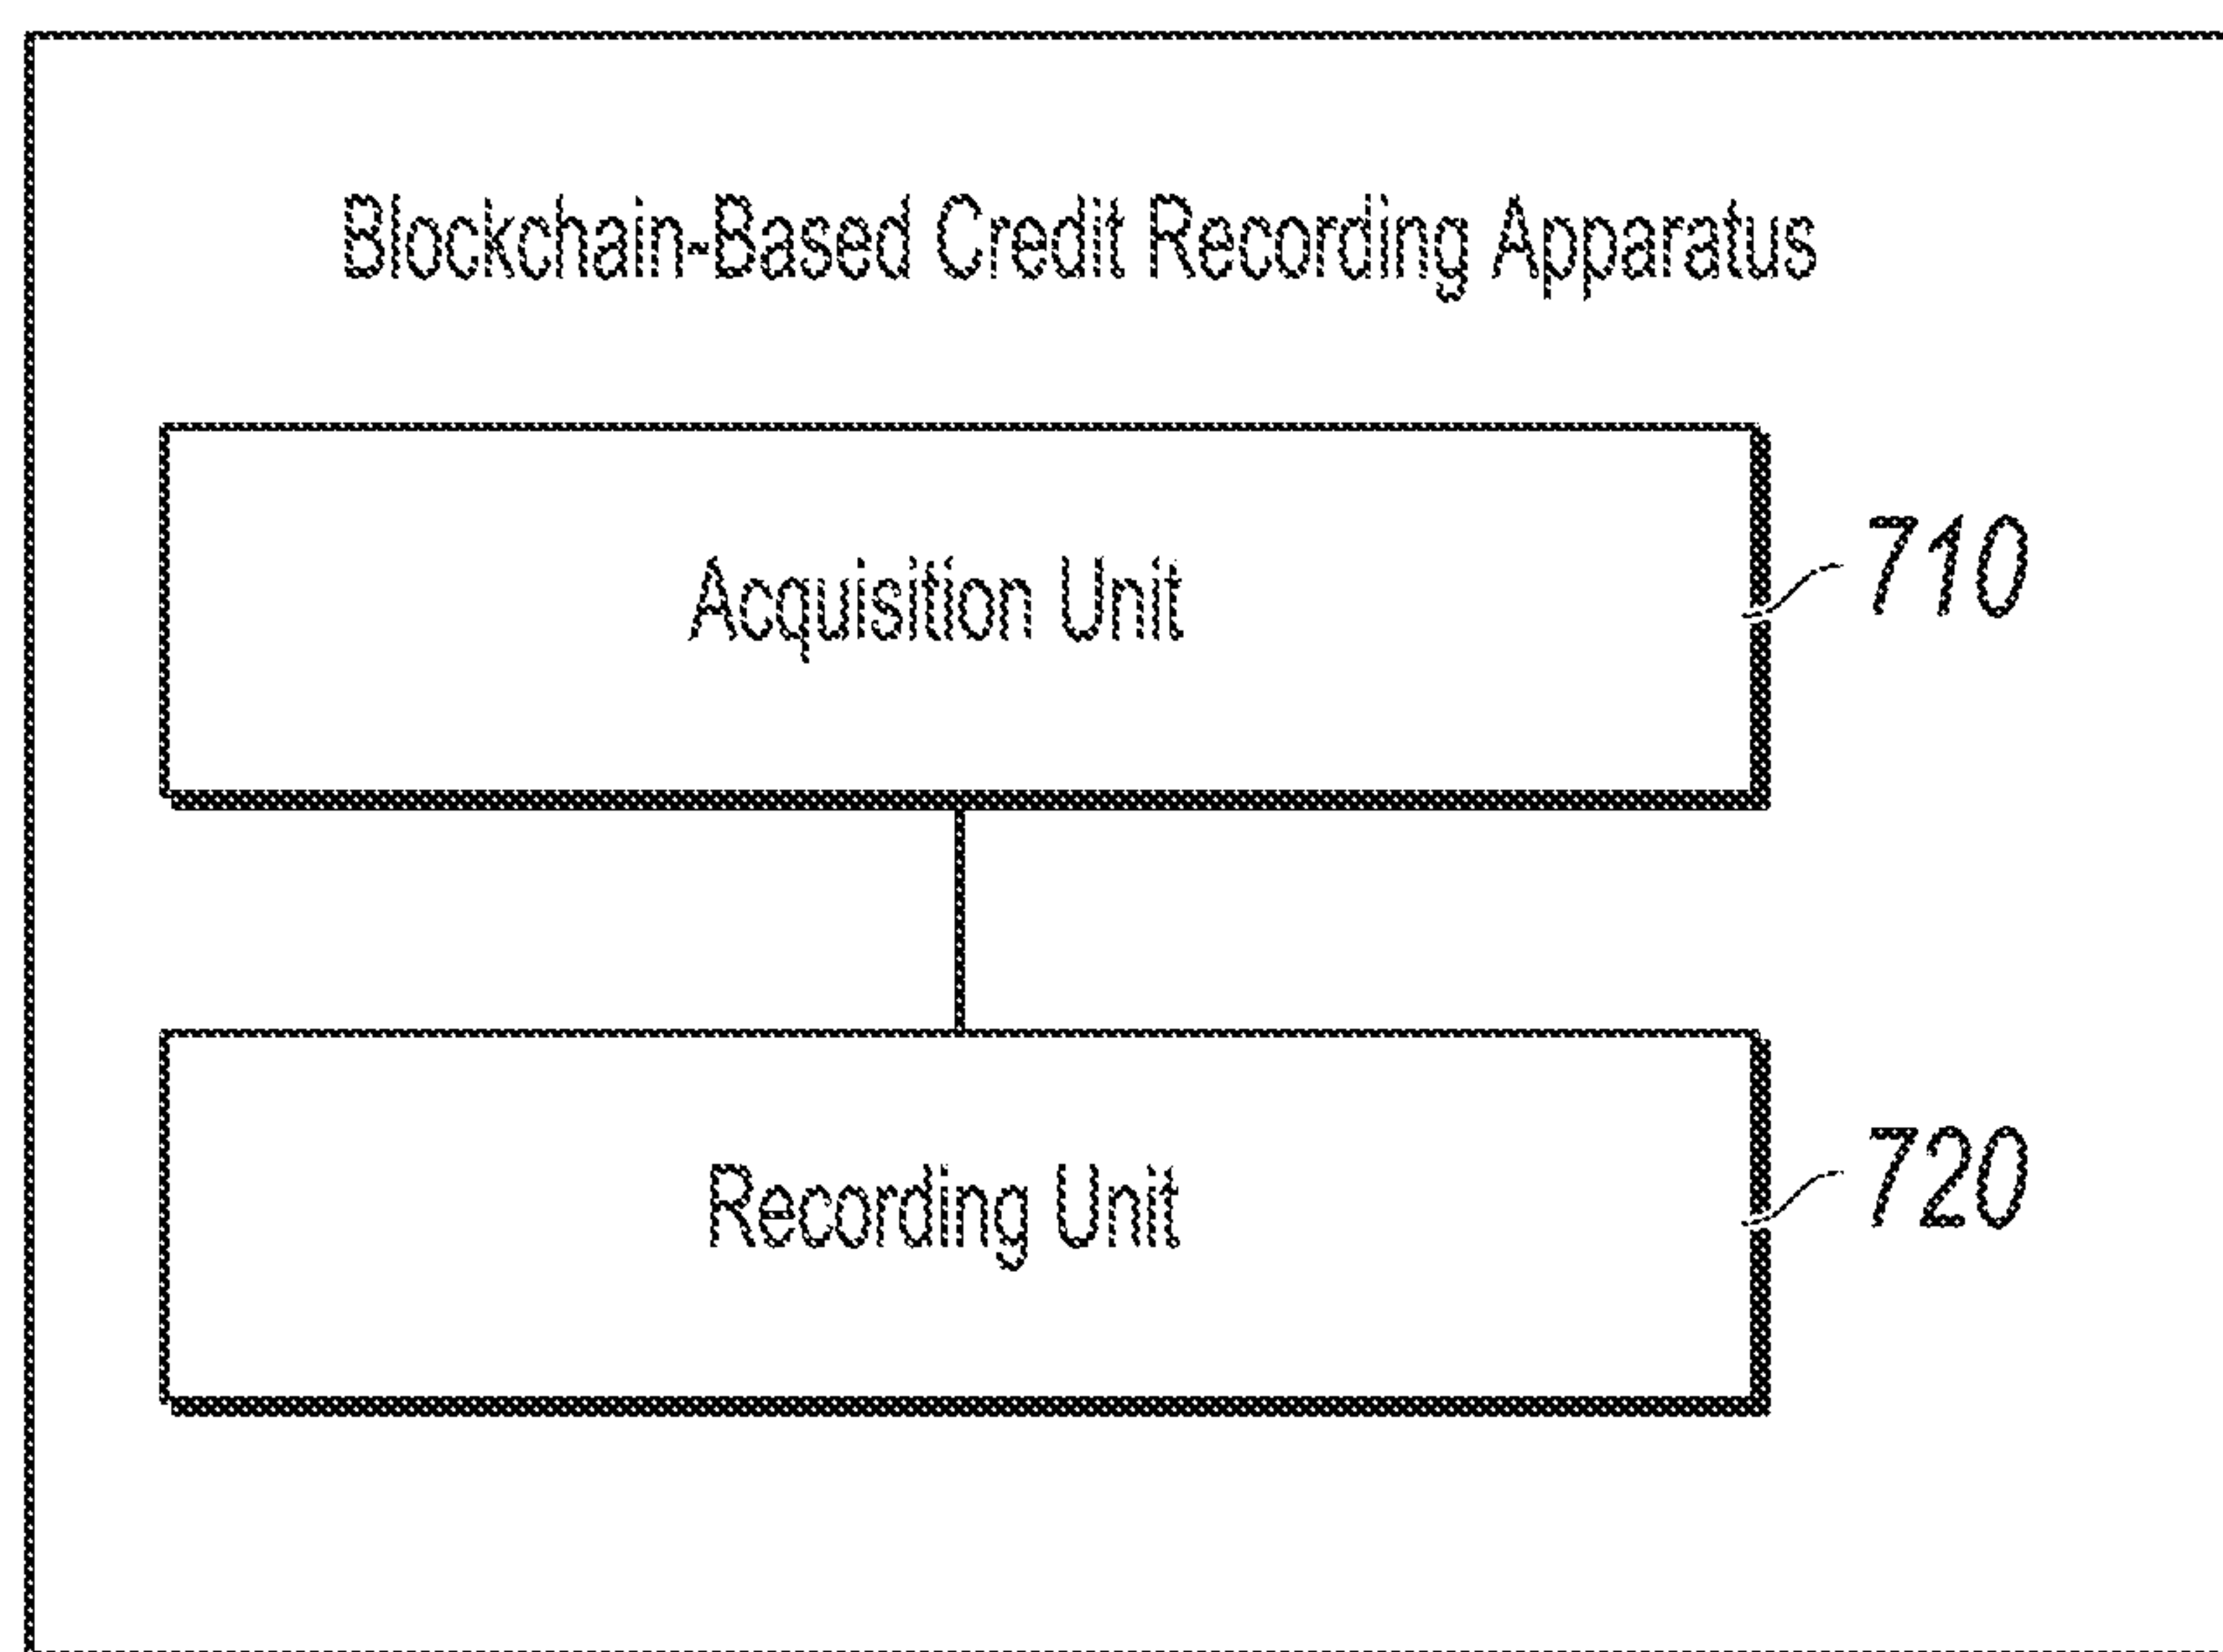 Blockchain-Based Credit Recording Apparatus
Acquisition Unit
710
Recording Unit
720